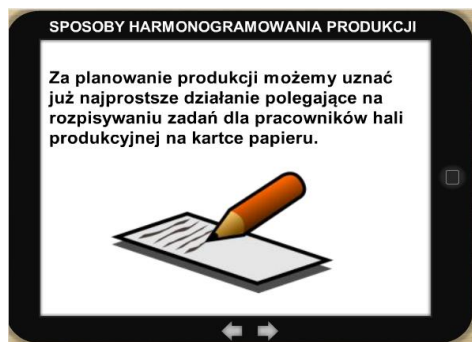 SPOSOBY HARMONOGRAMOWANIA PRODUKCJI
Za planowanie produkcji możemy uznać
już najprostsze działanie polegające na
rozpisywaniu zadań dla pracowników hali
produkcyjnej na kartce papieru.